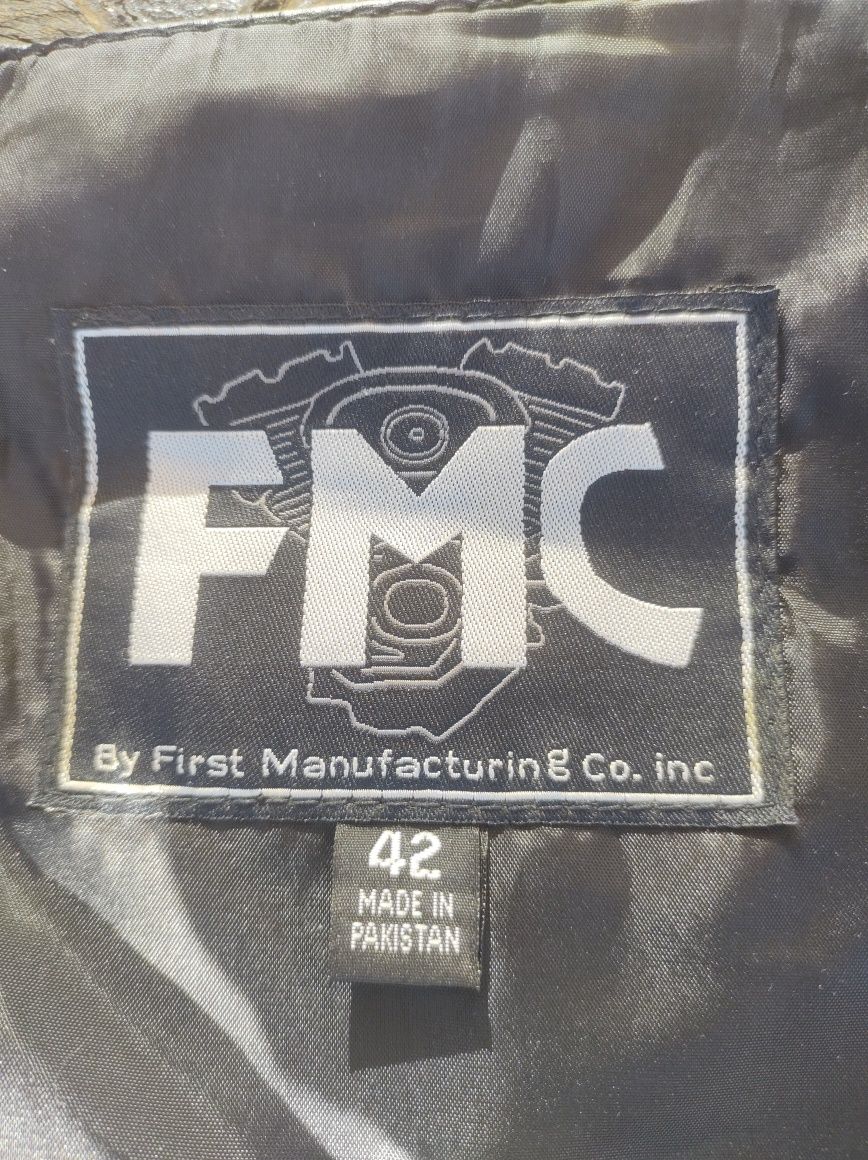 FMC
By First Manufacturing Co. inc
42
MADE IN
PAKISTAN